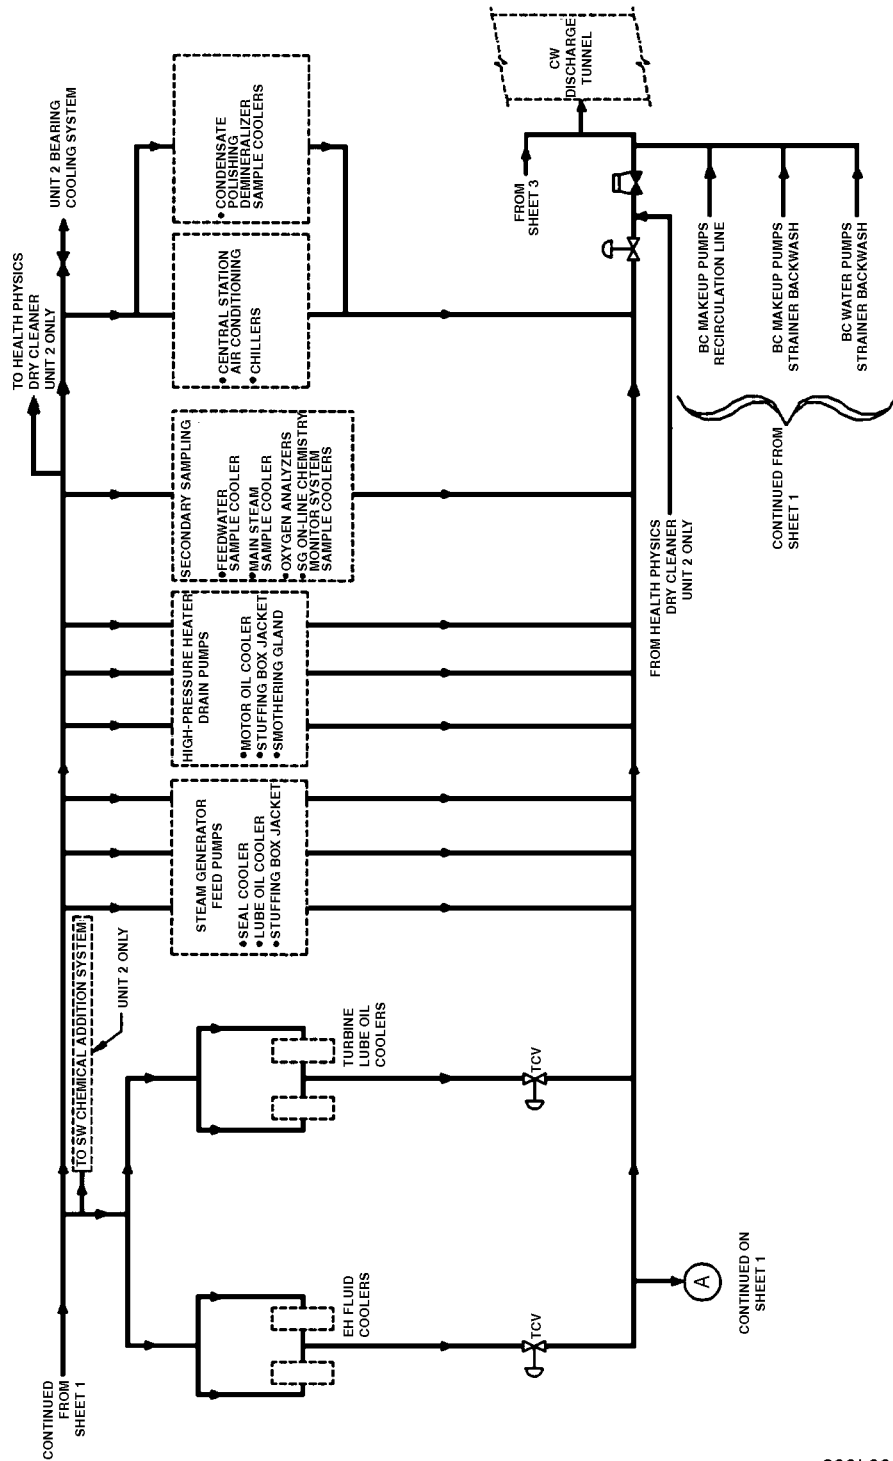 CONTINUED
FROM
SHEET 1
TO SW CHEMICAL ADDITION SYSTEM
UNIT 2 ONLY
TO HEALTH PHYSICS
DRY CLEANER
UNIT 2 ONLY
UNIT 2 BEARING
COOLING SYSTEM
EH FLUID
COOLERS
TURBINE
LUBE OIL
COOLERS
STEAM GENERATOR
FEED PUMPS
•SEAL COOLER
•LUBE OIL COOLER
•STUFFING BOX JACKET
HIGH-PRESSURE HEATER
DRAIN PUMPS
•MOTOR OIL COOLER
•STUFFING BOX JACKET
•SMOTHERING GLAND
SECONDARY SAMPLING
•FEEDWATER
SAMPLE COOLER
•MAIN STEAM
SAMPLE COOLER
•OXYGEN ANALYZERS
•SG ON-LINE CHEMISTRY
MONITOR SYSTEM
SAMPLE COOLERS
•CENTRAL STATION
AIR CONDITIONING
•CHILLERS
•CONDENSATE
POLISHING
DEMINERALIZER
SAMPLE COOLERS
TCV
TCV
FROM
SHEET 3
CW
DISCHARGE
TUNNEL
A
CONTINUED ON
SHEET 1
FROM HEALTH PHYSICS
DRY CLEANER
UNIT 2 ONLY
BC MAKEUP PUMPS
RECIRCULATION LINE
BC MAKEUP PUMPS
STRAINER BACKWASH
BC WATER PUMPS
STRAINER BACKWASH
CONTINUED FROM
SHEET 1